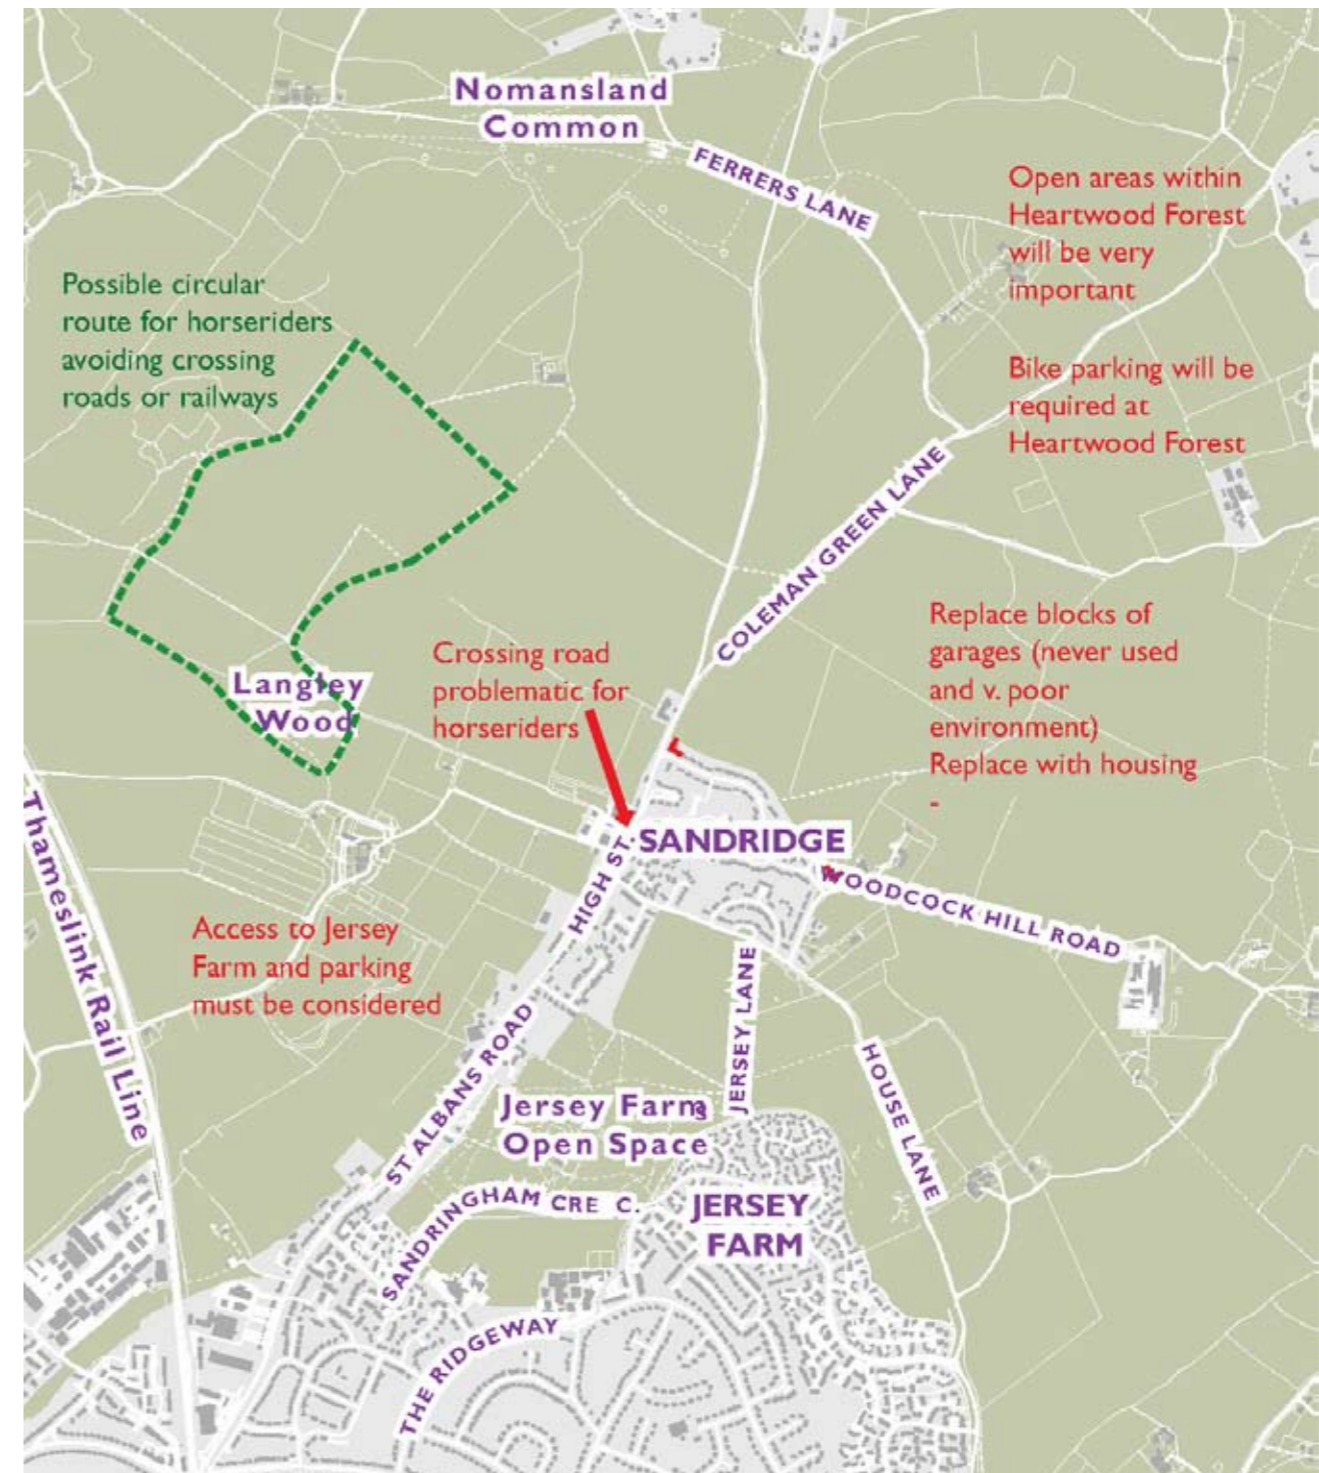 Nomansland
Common
FERRERS LANE
Open areas within
Heartwood Forest
will be very
important
Possible circular
route for horseriders
avoiding crossing
roads or railways
Bike parking will be
required at
Heartwood Forest
COLEMAN GREEN LANE
Replace blocks of
garages (never used
and v. poor
environment)
Replace with housing
-
Crossing road
problematic for
horseriders
Langley
Wood
SANDRIDGE
HIGH ST.
WOODCOCK HILL ROAD
Thameslink Rail Line
Access to Jersey
Farm and parking
must be considered
JERSEY LANE
ST ALBANS ROAD
HOUSE LANE
Jersey Farm
Open Space
SANDRINGHAM CRE C.
JERSEY
FARM
THE RIDGEWAY